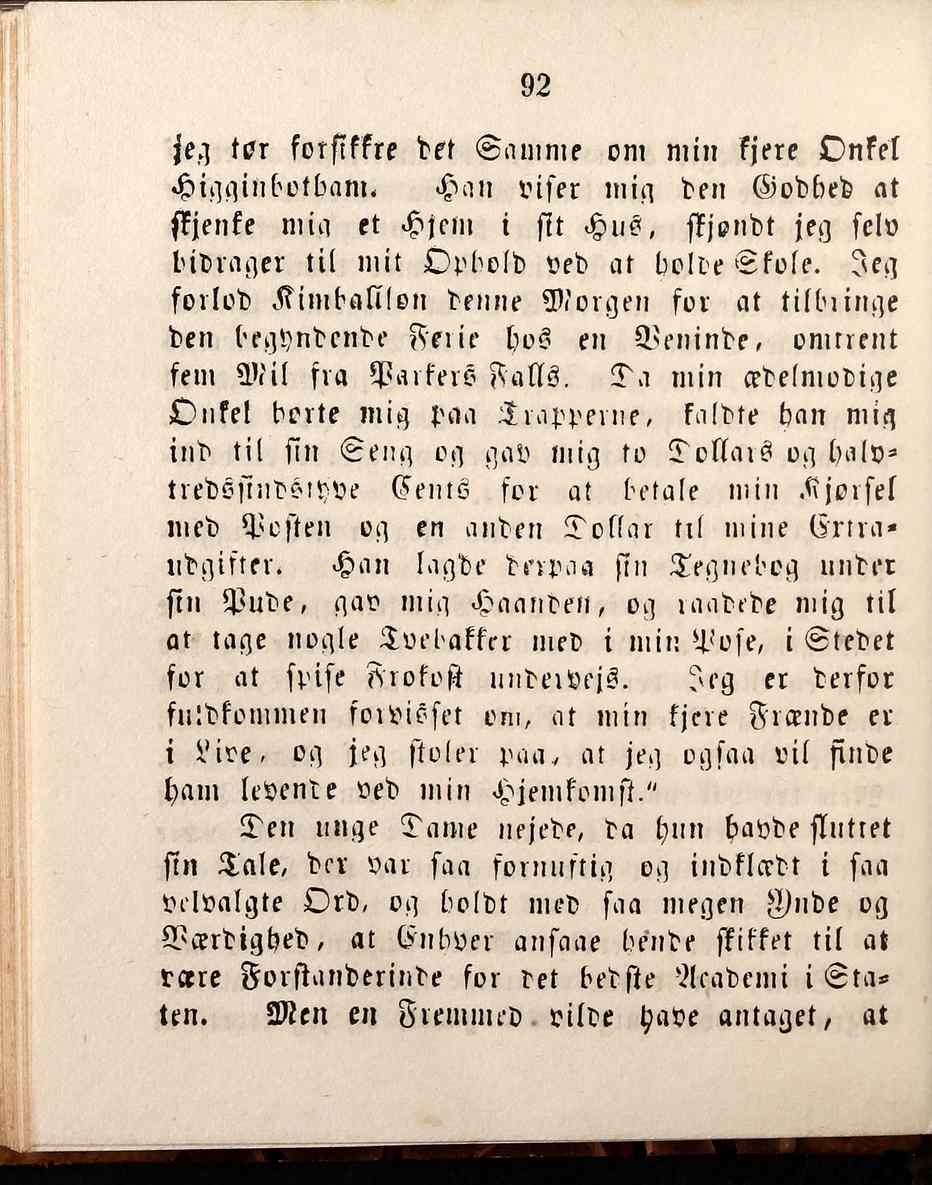 92
jeg tør forsikkre det Samme om min kjere Onkel
Higginbotham. Han viser mig den Godhed at
skjenke mig et Hjem i sit Hus, skjøndt jeg selv
bidrager til mit Ophold ved at holde Skole. Jeg
forlod Kimballton denne Morgen for at tilbringe
den begyndende Ferie hos en Veninde, omtrent
fem Mil fra Parkers Falls. Da min ædelmodige
Onkel hørte mig paa Trapperne, kaldte han mig
ind til sin Seng og gav mig to Dollars og halv-
tredssindstyve Cents for at betale min Kjørsel
med Posten og en anden Dollar til mine Extra-
udgifter. Han lagde derpaa sin Tegnebog under
sin Pude, gav mig Haanden, og raadede mig til
at tage nogle Tvebakker med i min Pose, i Stedet
for at spise Frokost undervejs. Jeg er derfor
fuldkommen forvisset om, at min kjere Frænde er
i Live, og jeg stoler paa, at jeg ogsaa vil finde
ham levende ved min Hjemkomst."
Den unge Dame nejede, da hun havde sluttet
sin Tale, der var saa fornuftig og indklædt i saa
velvalgte Ord, og holdt med saa megen Ynde og
Værdighed, at Enhver ansaae hende skikket til at
være Forstanderinde for det bedste Academi i Sta-
ten. Men en Fremmed vilde have antaget, at